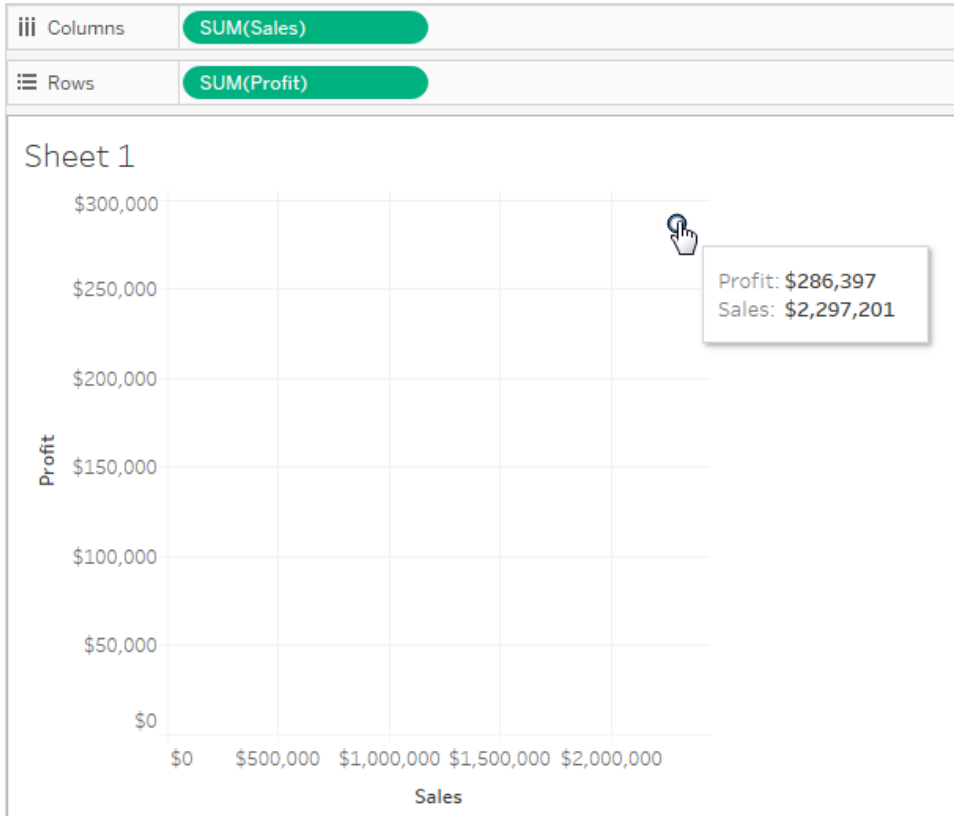 Columns SUM(Sales)
Rows SUM(Profit)
Sheet 1
$300,000
$250,000
$200,000
$150,000
$100,000
$50,000
$0
Profit
Profit: $286,397
Sales: $2,297,201
$0 $500,000 $1,000,000 $1,500,000 $2,000,000
Sales